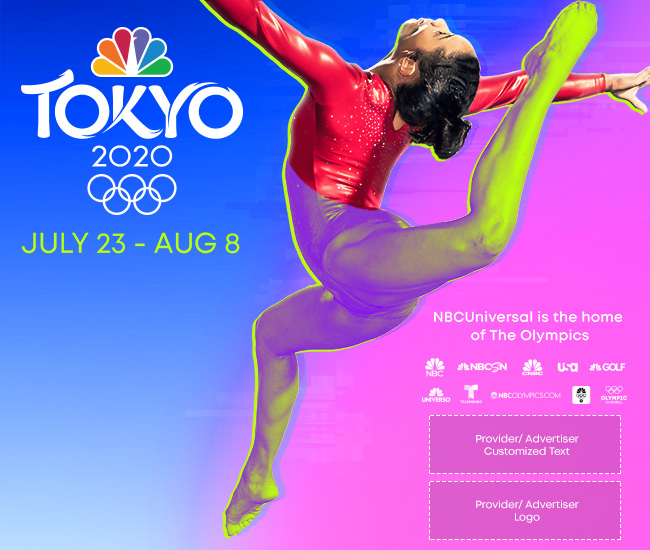 TOKYO
2020
JULY 23 - AUG 8
NBCUniversal is the home
of The Olympics
NBC NBCSN CNBC USA GOLF
UNIVERSO TELEMUNDO NBCOLYMPICS.COM OLYMPIC CHANNEL
Provider/ Advertiser
Customized Text
Provider/ Advertiser
Logo